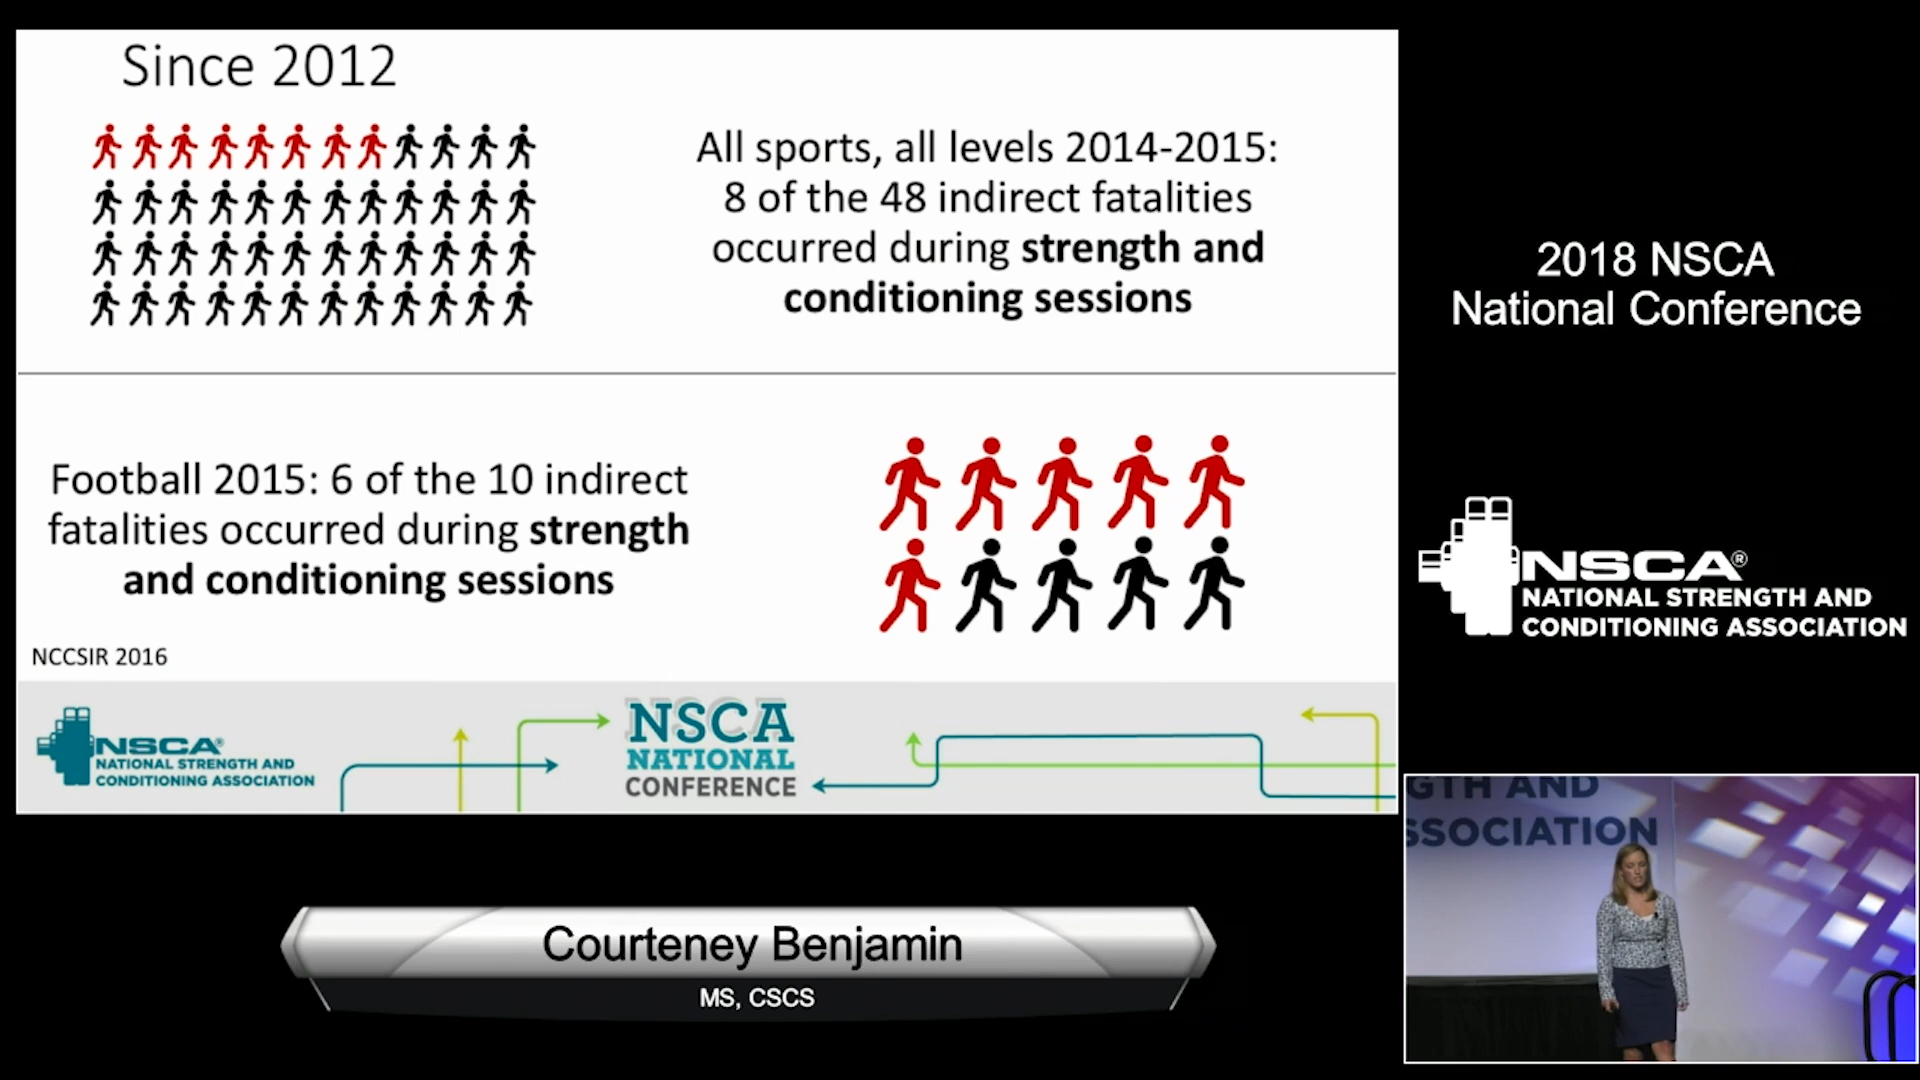 Since 2012
All sports, all levels 2014-2015:
8 of the 48 indirect fatalities
occurred during strength and
conditioning sessions
Football 2015: 6 of the 10 indirect
fatalities occurred during strength
and conditioning sessions
NCCSIR 2016
NSCA®
NATIONAL STRENGTH AND
CONDITIONING ASSOCIATION
NSCA
NATIONAL
CONFERENCE
2018 NSCA
National Conference
NSCA®
NATIONAL STRENGTH AND
CONDITIONING ASSOCIATION
GTH AND
SSOCIATION
Courteney Benjamin
MS, CSCS